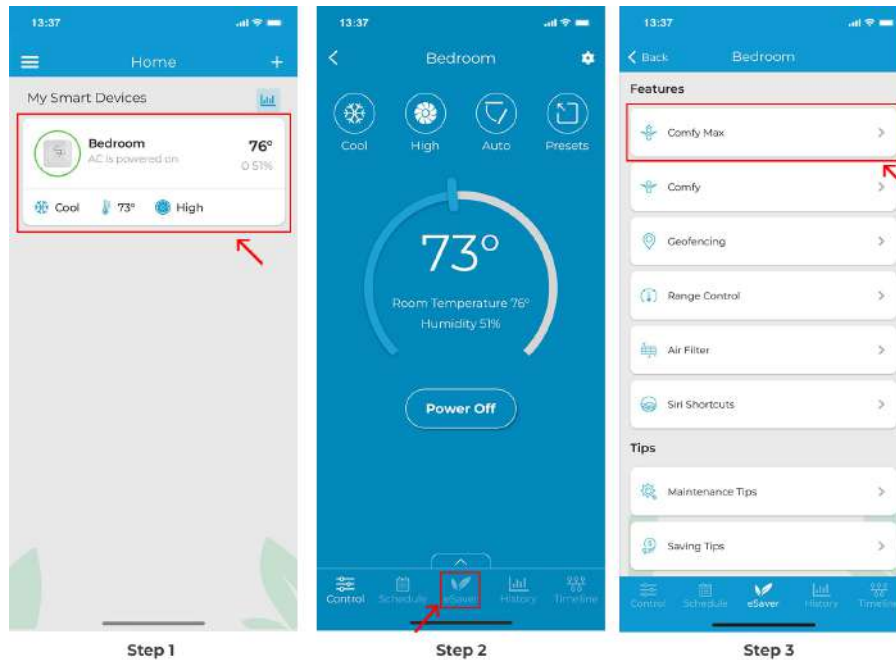 13:37
Home
My Smart Devices
Bedroom
AC is powered on
76°
51%
Cool
73°
High
Step 1
13:37
Bedroom
Cool
High
Auto
Presets
73°
Room Temperature 76°
Humidity 51%
Power Off
Control
Schedule
eSaver
History
Timeline
Step 2
13:37
Back
Bedroom
Features
Comfy Max
Comfy
Geofencing
Range Control
Air Filter
Siri Shortcuts
Tips
Maintenance Tips
Saving Tips
Control
Schedule
eSaver
History
Timeline
Step 3